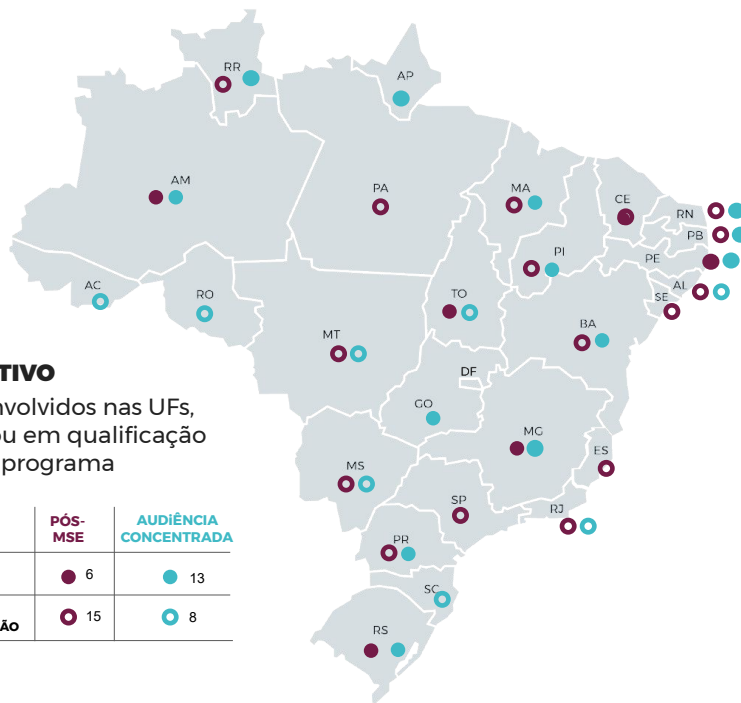 RR
AP
AM
PA
MA
CE
RN
PB
PI
PE
AC
RO
TO
AL
SE
MT
BA
DF
GO
MG
MS
ES
SP
RJ
PR
SC
RS
TIVO
nvolvidos nas UFs,
ou em qualificação
programa
PÓS-
MSE
AUDIÊNCIA
CONCENTRADA
6
13
ÃO
15
8